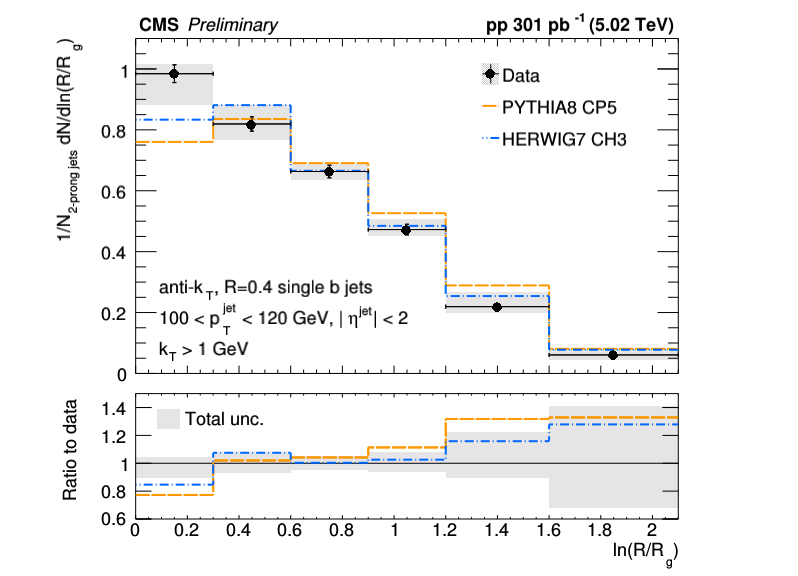 CMS Preliminary pp 301 pb⁻¹ (5.02 TeV)
1/N_2-prong jets dN/dln(R/R_g)
1
0.8
0.6
0.4
0.2
0
Data
PYTHIA8 CP5
HERWIG7 CH3
anti-k_T, R=0.4 single b jets
100 < p_T^jet < 120 GeV, | η^jet| < 2
k_T > 1 GeV
Ratio to data
1.4
1.2
1
0.8
0.6
Total unc.
0 0.2 0.4 0.6 0.8 1 1.2 1.4 1.6 1.8 2
ln(R/R_g)